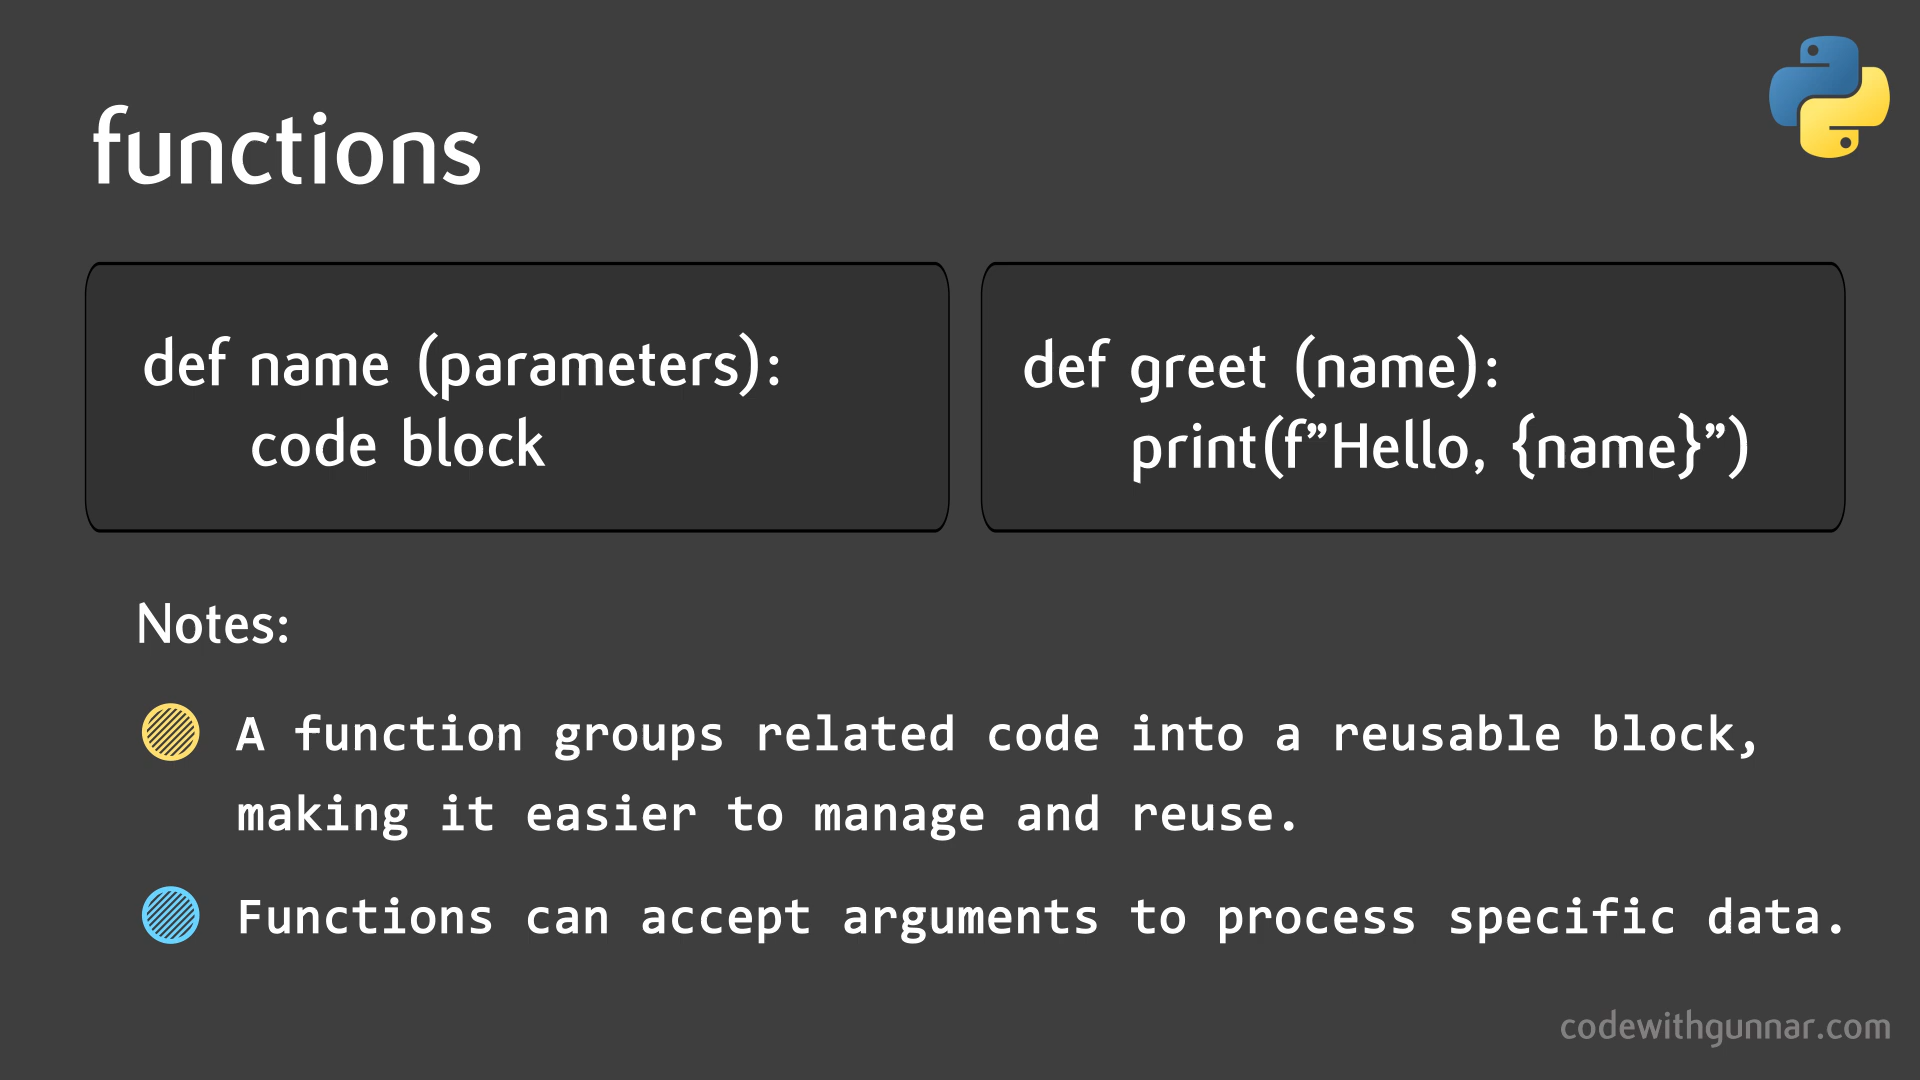 functions
def name (parameters):
code block
def greet (name):
print(f”Hello, {name}”)
Notes:
A function groups related code into a reusable block,
making it easier to manage and reuse.
Functions can accept arguments to process specific data.
codewithgunnar.com